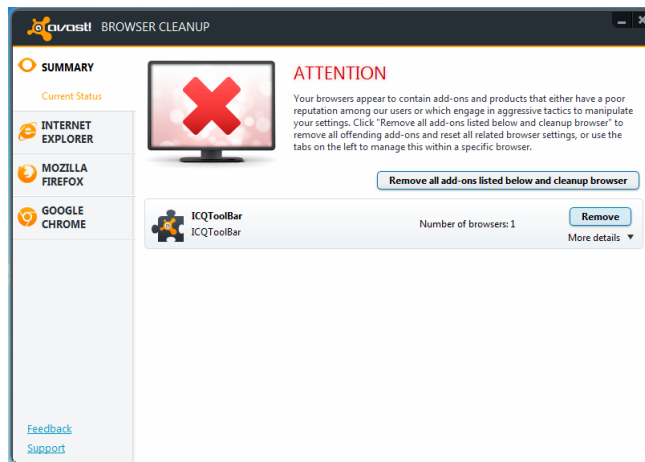 avast! BROWSER CLEANUP
SUMMARY
Current Status
INTERNET
EXPLORER
MOZILLA
FIREFOX
GOOGLE
CHROME
Feedback
Support
ATTENTION
Your browsers appear to contain add-ons and products that either have a poor
reputation among our users or which engage in aggressive tactics to manipulate
your settings. Click "Remove all add-ons listed below and cleanup browser" to
remove all offending add-ons and reset all related browser settings, or use the
tabs on the left to manage this within a specific browser.
Remove all add-ons listed below and cleanup browser
ICQToolBar
ICQToolBar
Number of browsers: 1
Remove
More details